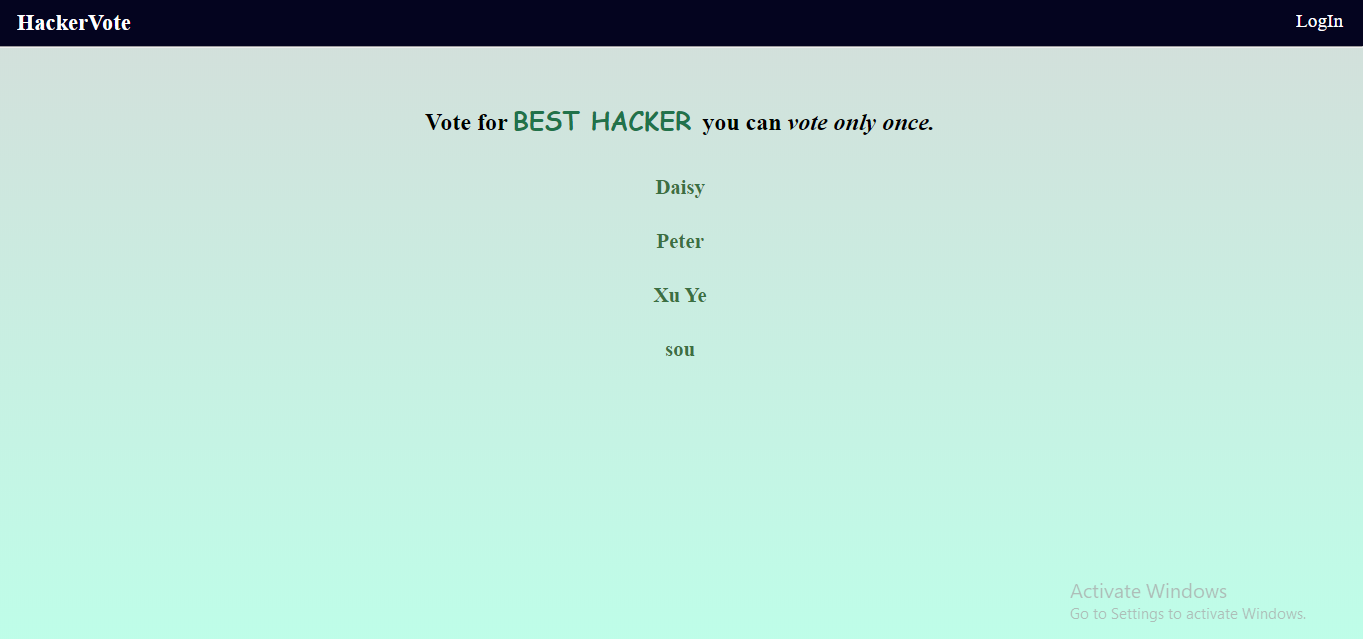 HackerVote LogIn
Vote for BEST HACKER you can vote only once.
Daisy
Peter
Xu Ye
sou
Activate Windows
Go to Settings to activate Windows.